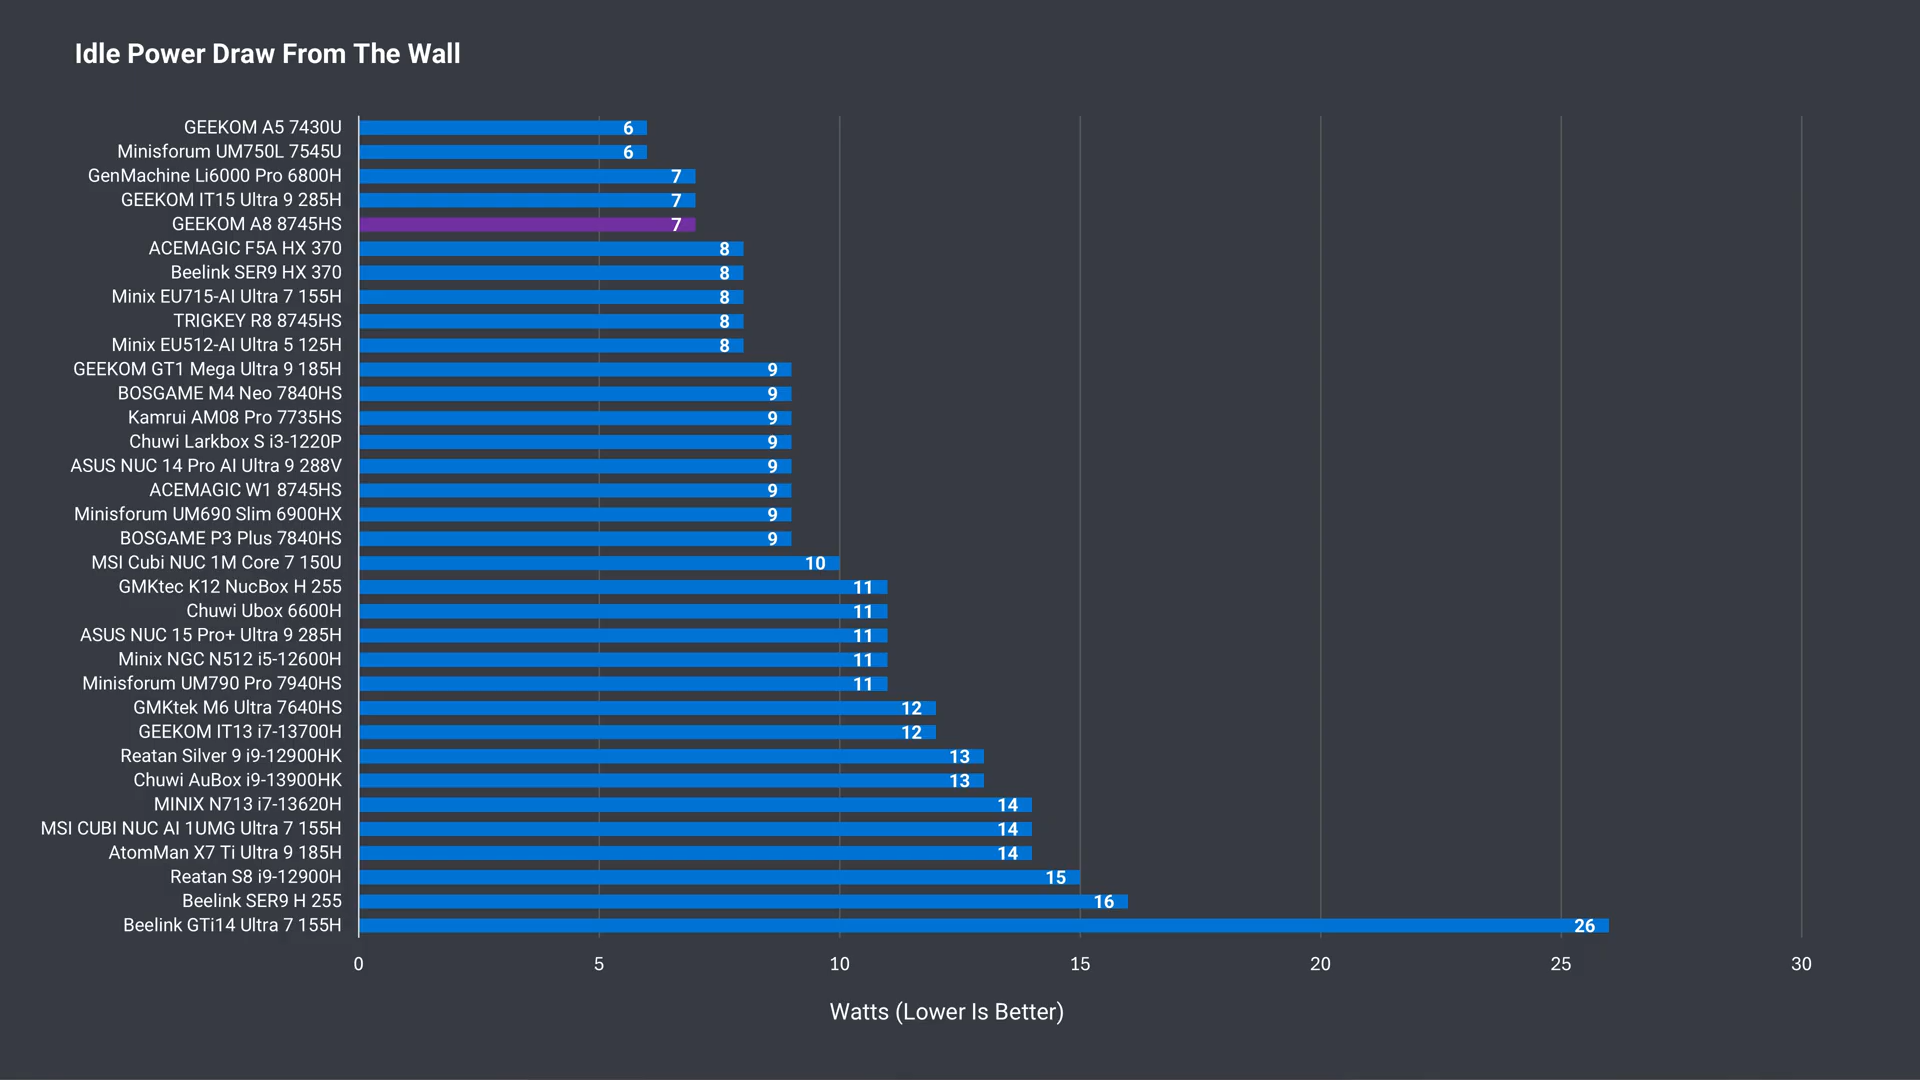 Idle Power Draw From The Wall
GEEKOM A5 7430U 6
Minisforum UM750L 7545U 6
GenMachine Li6000 Pro 6800H 7
GEEKOM IT15 Ultra 9 285H 7
GEEKOM A8 8745HS 7
ACEMAGIC F5A HX 370 8
Beelink SER9 HX 370 8
Minix EU715-AI Ultra 7 155H 8
TRIGKEY R8 8745HS 8
Minix EU512-AI Ultra 5 125H 8
GEEKOM GT1 Mega Ultra 9 185H 9
BOSGAME M4 Neo 7840HS 9
Kamrui AM08 Pro 7735HS 9
Chuwi Larkbox S i3-1220P 9
ASUS NUC 14 Pro AI Ultra 9 288V 9
ACEMAGIC W1 8745HS 9
Minisforum UM690 Slim 6900HX 9
BOSGAME P3 Plus 7840HS 9
MSI Cubi NUC 1M Core 7 150U 10
GMKtec K12 NucBox H 255 11
Chuwi Ubox 6600H 11
ASUS NUC 15 Pro+ Ultra 9 285H 11
Minix NGC N512 i5-12600H 11
Minisforum UM790 Pro 7940HS 11
GMKtek M6 Ultra 7640HS 12
GEEKOM IT13 i7-13700H 12
Reatan Silver 9 i9-12900HK 13
Chuwi AuBox i9-13900HK 13
MINIX N713 i7-13620H 14
MSI CUBI NUC AI 1UMG Ultra 7 155H 14
AtomMan X7 Ti Ultra 9 185H 14
Reatan S8 i9-12900H 15
Beelink SER9 H 255 16
Beelink GTi14 Ultra 7 155H 26
0 5 10 15 20 25 30
Watts (Lower Is Better)